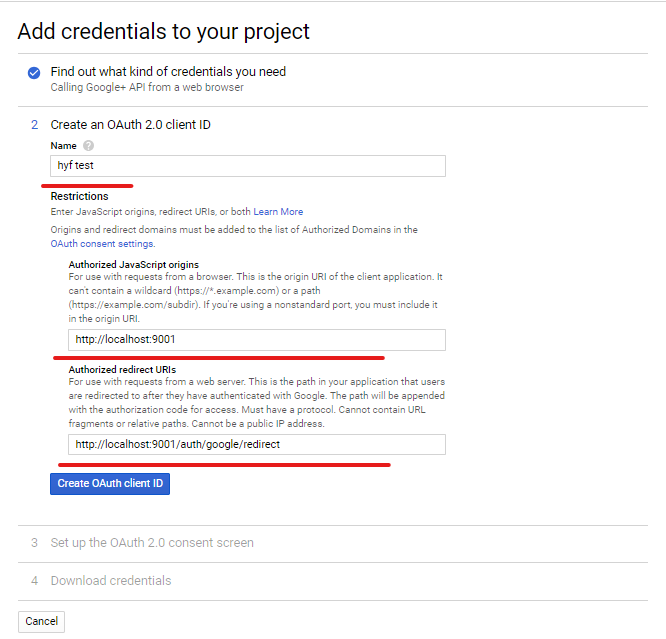 Add credentials to your project
Find out what kind of credentials you need
Calling Google+ API from a web browser
2 Create an OAuth 2.0 client ID
Name ?
hyf test
Restrictions
Enter JavaScript origins, redirect URIs, or both Learn More
Origins and redirect domains must be added to the list of Authorized Domains in the
OAuth consent settings.
Authorized JavaScript origins
For use with requests from a browser. This is the origin URI of the client application. It
can't contain a wildcard (https://*.example.com) or a path
(https://example.com/subdir). If you're using a nonstandard port, you must include it
in the origin URI.
http://localhost:9001
Authorized redirect URIs
For use with requests from a web server. This is the path in your application that users
are redirected to after they have authenticated with Google. The path will be appended
with the authorization code for access. Must have a protocol. Cannot contain URL
fragments or relative paths. Cannot be a public IP address.
http://localhost:9001/auth/google/redirect
Create OAuth client ID
3 Set up the OAuth 2.0 consent screen
4 Download credentials
Cancel